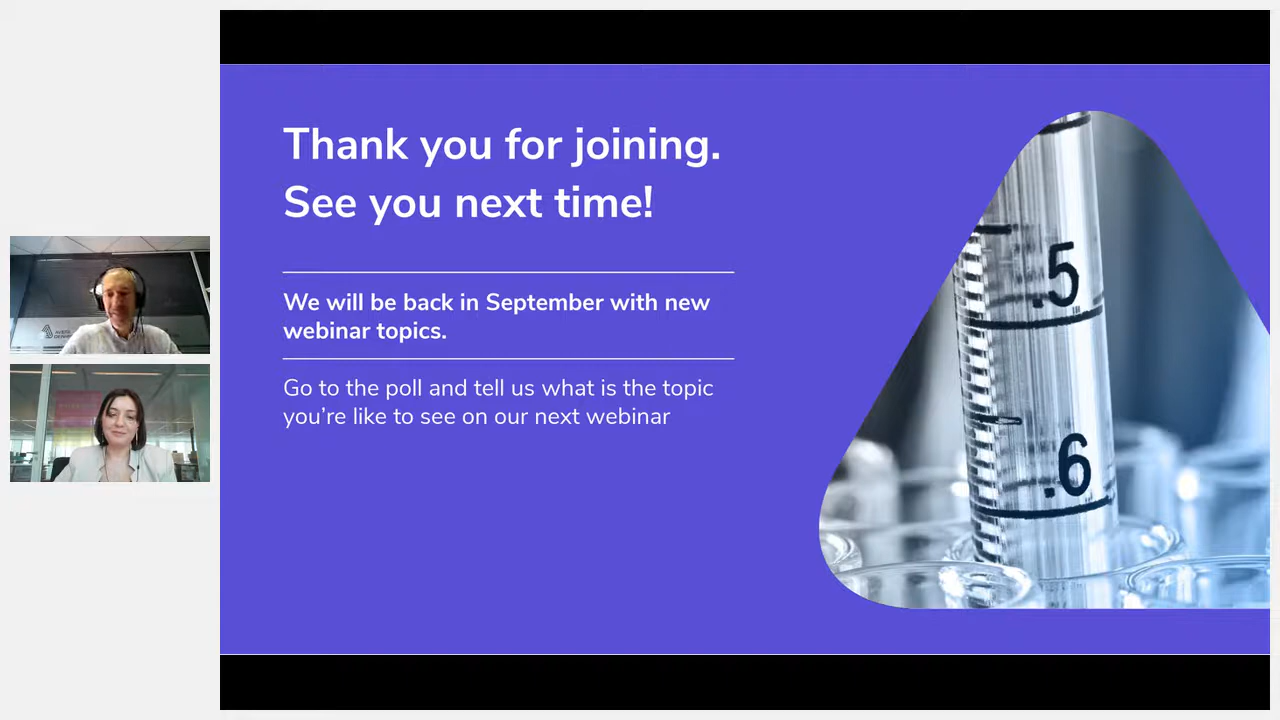 Thank you for joining.
See you next time!
We will be back in September with new
webinar topics.
Go to the poll and tell us what is the topic
you're like to see on our next webinar
.5
.6